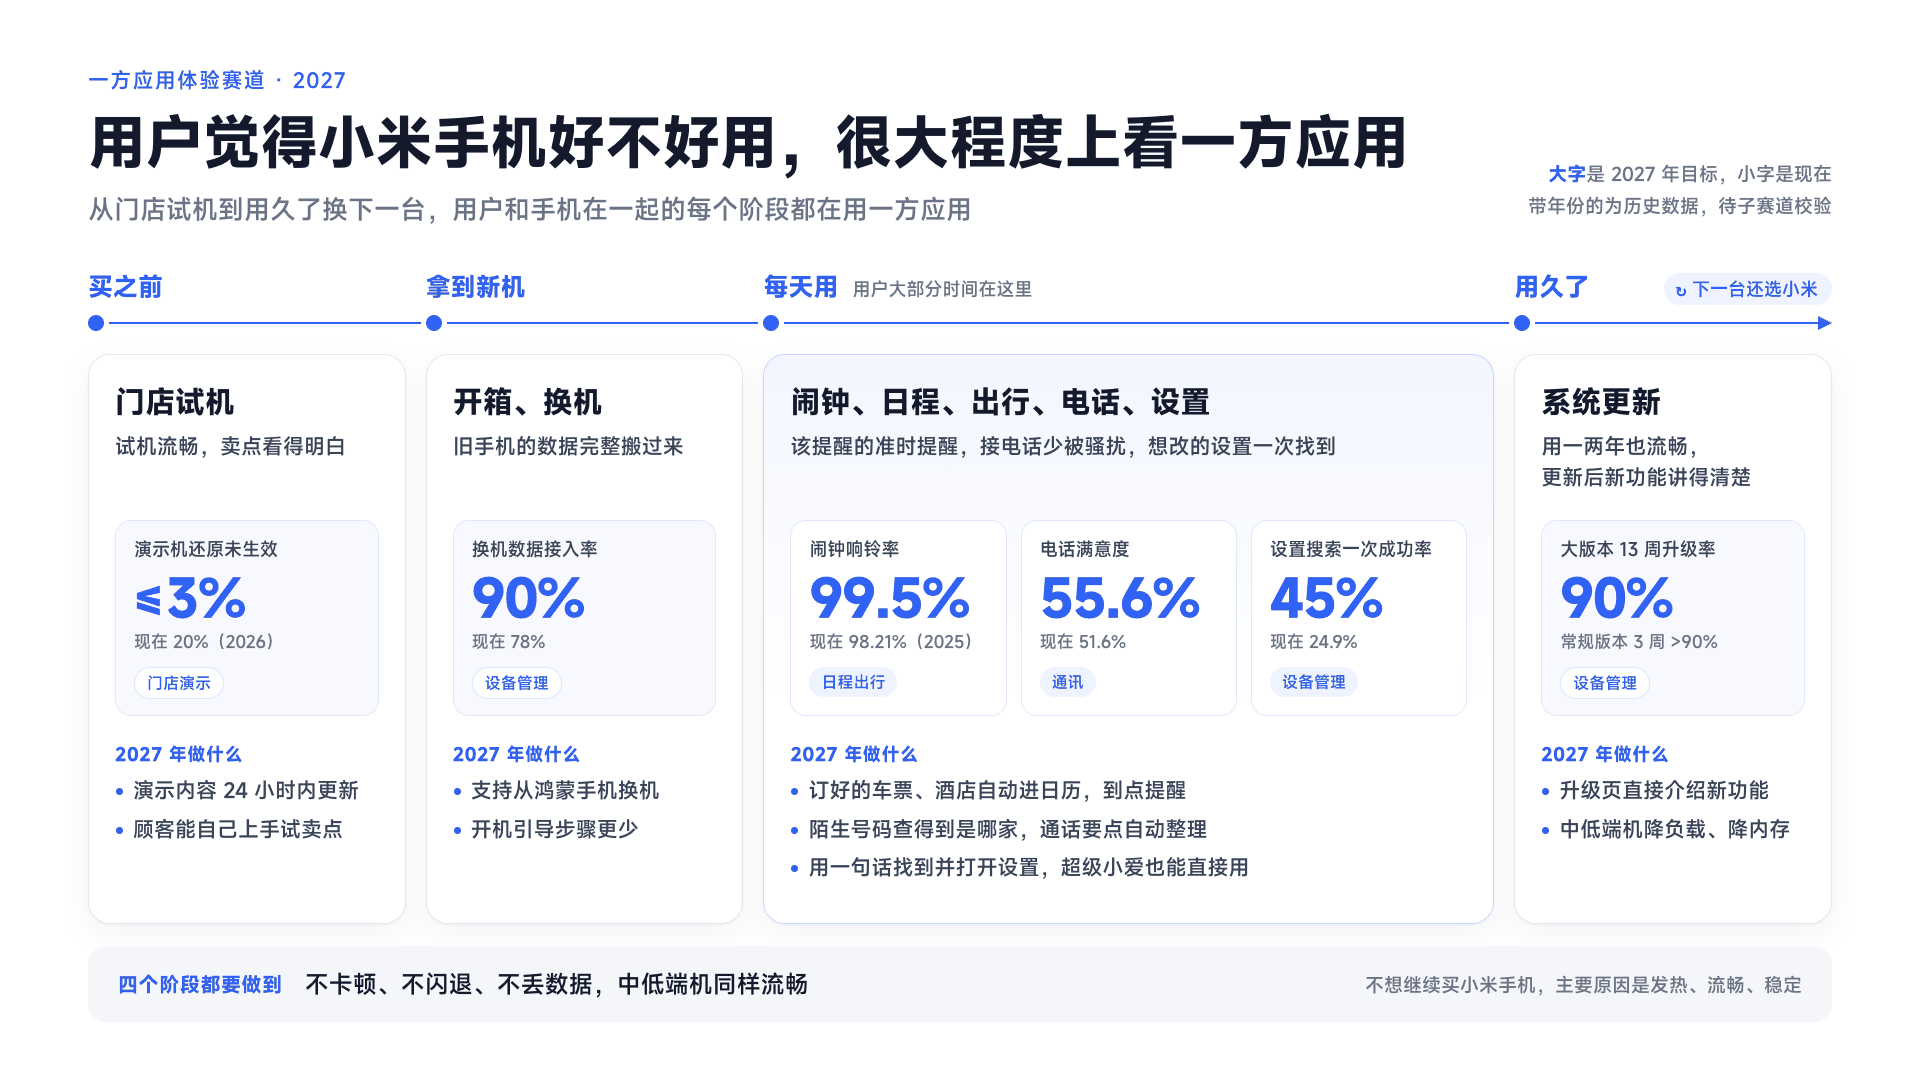 一方应用体验赛道 · 2027
用户觉得小米手机好不好用，很大程度上看一方应用
从门店试机到用久了换下一台，用户和手机在一起的每个阶段都在用一方应用
大字是 2027 年目标，小字是现在
带年份的为历史数据，待子赛道校验
买之前
拿到新机
每天用 用户大部分时间在这里
用久了
↻ 下一台还选小米
门店试机
试机流畅，卖点看得明白
演示机还原未生效
≤3%
现在 20%（2026）
门店演示
2027 年做什么
• 演示内容 24 小时内更新
• 顾客能自己上手试卖点
开箱、换机
旧手机的数据完整搬过来
换机数据接入率
90%
现在 78%
设备管理
2027 年做什么
• 支持从鸿蒙手机换机
• 开机引导步骤更少
闹钟、日程、出行、电话、设置
该提醒的准时提醒，接电话少被骚扰，想改的设置一次找到
闹钟响铃率
99.5%
现在 98.21%（2025）
日程出行
电话满意度
55.6%
现在 51.6%
通讯
设置搜索一次成功率
45%
现在 24.9%
设备管理
2027 年做什么
• 订好的车票、酒店自动进日历，到点提醒
• 陌生号码查得到是哪家，通话要点自动整理
• 用一句话找到并打开设置，超级小爱也能直接用
系统更新
用一两年也流畅，
更新后新功能讲得清楚
大版本 13 周升级率
90%
常规版本 3 周 >90%
设备管理
2027 年做什么
• 升级页直接介绍新功能
• 中低端机降负载、降内存
四个阶段都要做到 不卡顿、不闪退、不丢数据，中低端机同样流畅
不想继续买小米手机，主要原因是发热、流畅、稳定